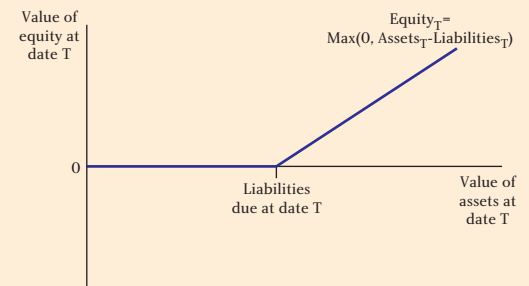 Value of
equity at
date T
Equity_T=
Max(0, Assets_T-Liabilities_T)
0
Liabilities
due at date T
Value of
assets at
date T